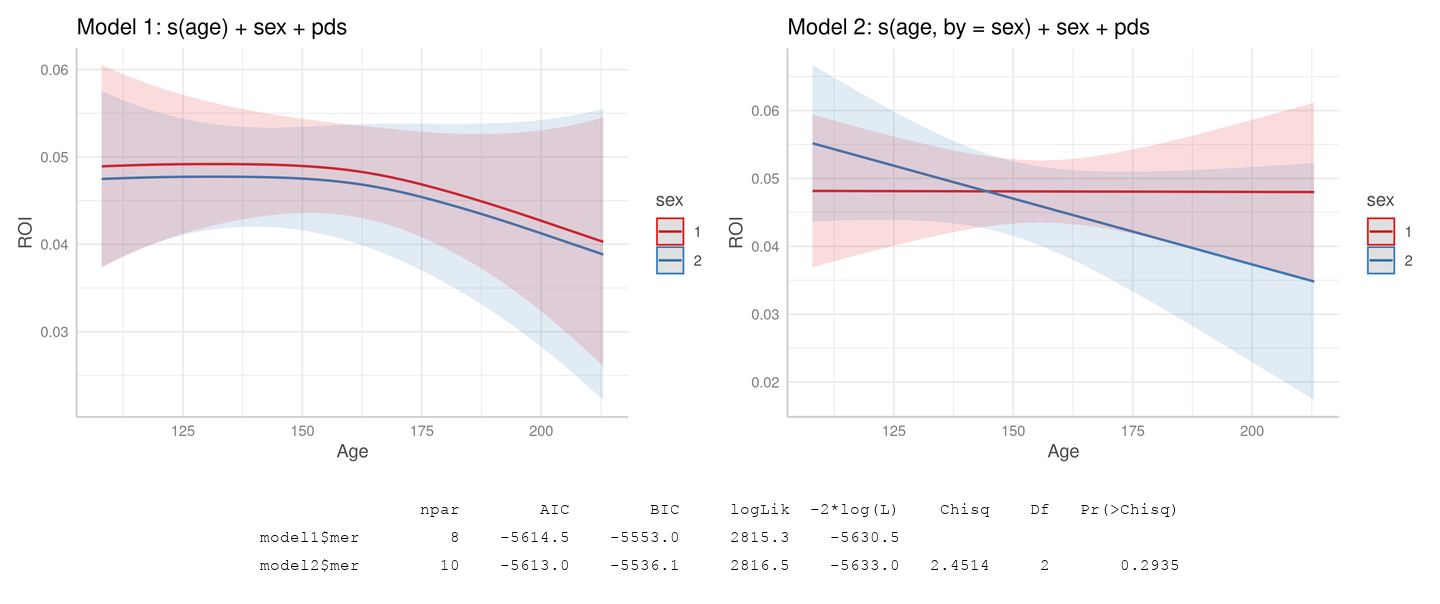 Model 1: s(age) + sex + pds
0.06
0.05
0.04
0.03
ROI
125 150 175 200
Age
sex
1
2
Model 2: s(age, by = sex) + sex + pds
0.06
0.05
0.04
0.03
0.02
ROI
125 150 175 200
Age
sex
1
2
npar AIC BIC logLik -2*log(L) Chisq Df Pr(>Chisq)
model1$mer 8 -5614.5 -5553.0 2815.3 -5630.5
model2$mer 10 -5613.0 -5536.1 2816.5 -5633.0 2.4514 2 0.2935